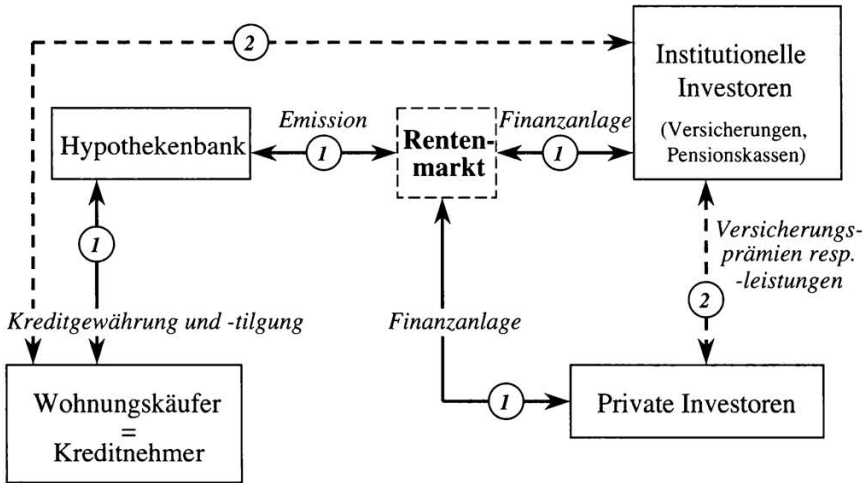 2
Institutionelle
Investoren
(Versicherungen,
Pensionskassen)
Hypothekenbank
Emission
1
Renten-
markt
Finanzanlage
1
1
Versicherungs-
prämien resp.
-leistungen
2
Kreditgewährung und -tilgung
Finanzanlage
Wohnungskäufer
=
Kreditnehmer
1
Private Investoren